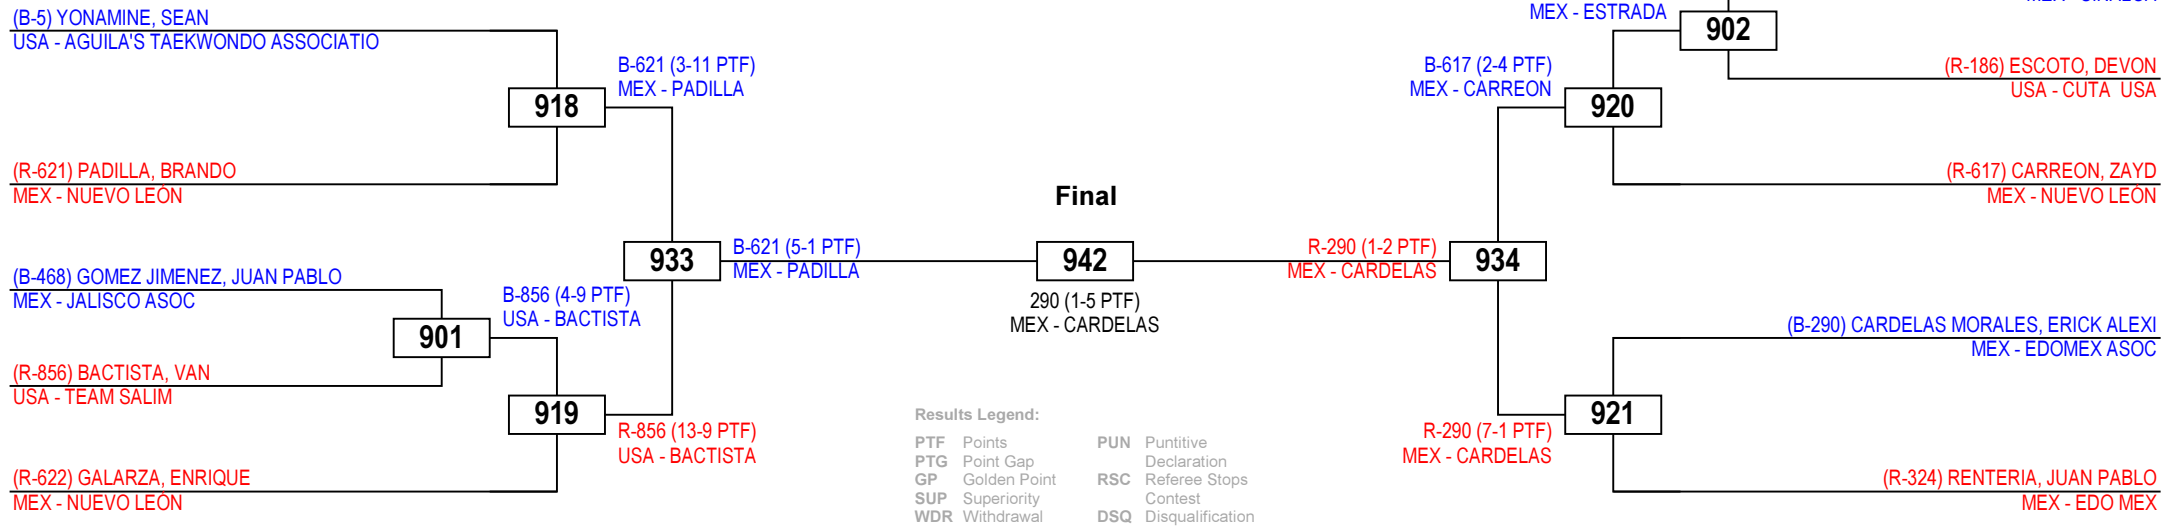 (B-5) YONAMINE, SEAN
USA - AGUILA'S TAEKWONDO ASSOCIATIO
918
B-621 (3-11 PTF)
MEX - PADILLA
(R-621) PADILLA, BRANDO
MEX - NUEVO LEÓN
933
B-621 (5-1 PTF)
MEX - PADILLA
(B-468) GOMEZ JIMENEZ, JUAN PABLO
MEX - JALISCO ASOC
901
B-856 (4-9 PTF)
USA - BACTISTA
(R-856) BACTISTA, VAN
USA - TEAM SALIM
919
R-856 (13-9 PTF)
USA - BACTISTA
(R-622) GALARZA, ENRIQUE
MEX - NUEVO LEÓN
Final
942
290 (1-5 PTF)
MEX - CARDELAS
MEX - ESTRADA
902
(R-186) ESCOTO, DEVON
USA - CUTA  USA
B-617 (2-4 PTF)
MEX - CARREON
920
(R-617) CARREON, ZAYD
MEX - NUEVO LEÓN
R-290 (1-2 PTF)
MEX - CARDELAS
934
(B-290) CARDELAS MORALES, ERICK ALEXI
MEX - EDOMEX ASOC
921
R-290 (7-1 PTF)
MEX - CARDELAS
(R-324) RENTERIA, JUAN PABLO
MEX - EDO MEX
Results Legend:
PTF Points
PTG Point Gap
GP Golden Point
SUP Superiority
WDR Withdrawal
PUN Puntitive
Declaration
RSC Referee Stops
Contest
DSQ Disqualification